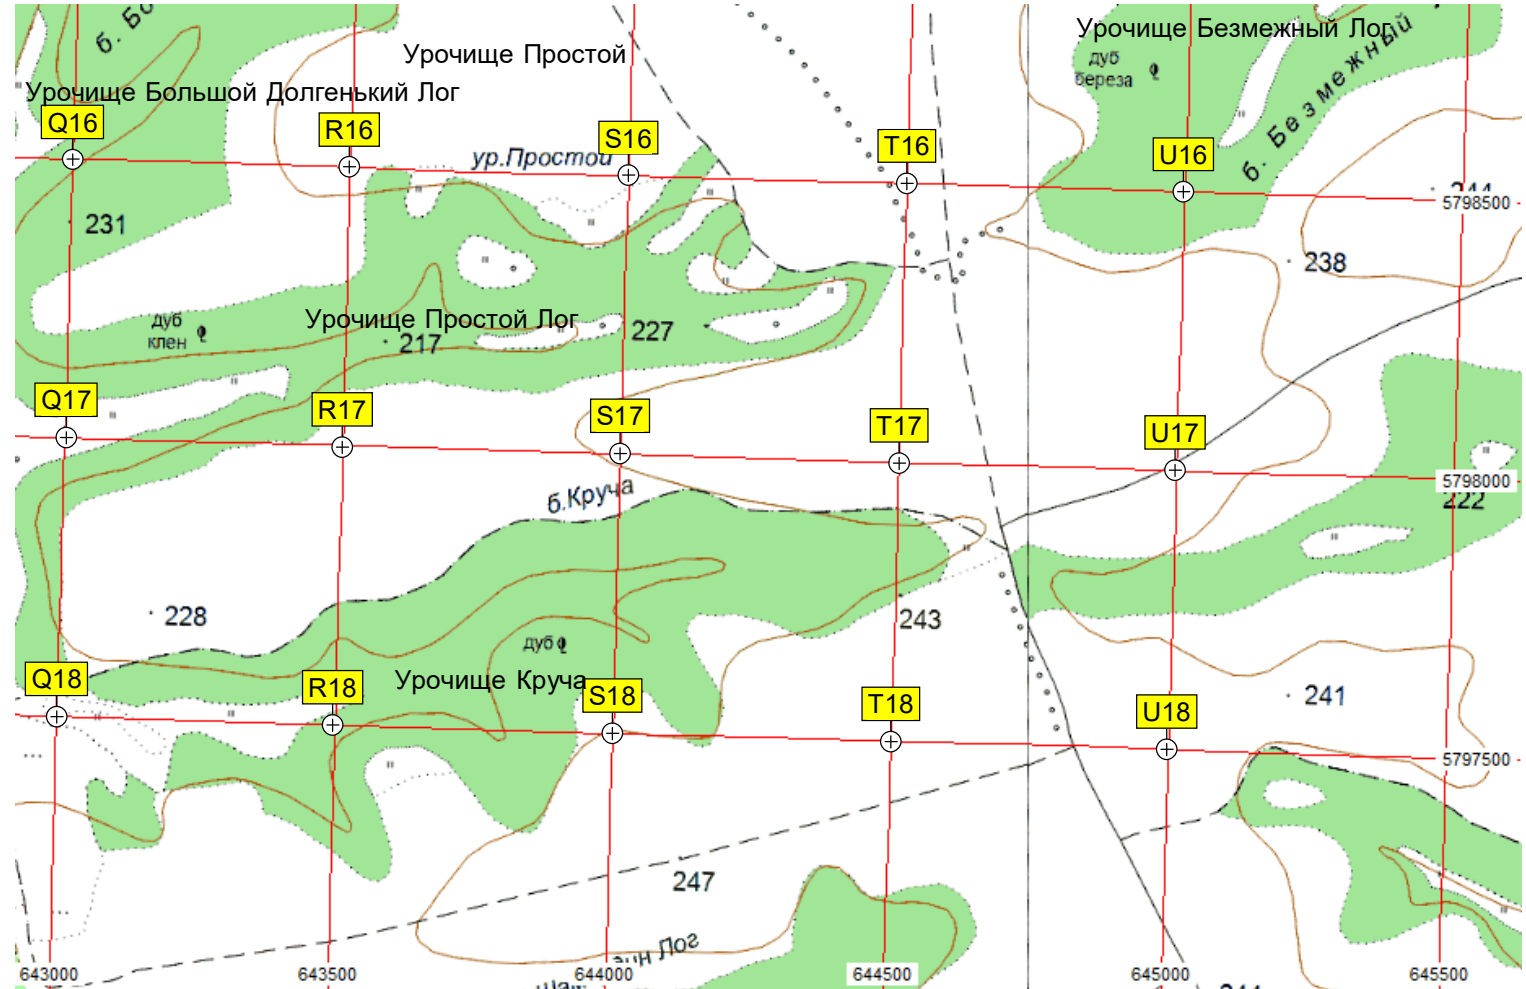 б. Бо
Урочище Безмежный Лог
Урочище Простой
дуб
береза
б. Безмежный
Урочище Большой Долгенький Лог
Q16
R16
S16
T16
U16
ур.Простой
244
5798500
231
238
дуб
клен
Урочище Простой Лог
217
227
Q17
R17
S17
T17
U17
5798000
222
б.Круча
228
243
дуб
Урочище Круча
Q18
R18
S18
T18
U18
241
5797500
247
Лог
643000
643500
644000
644500
645000
645500